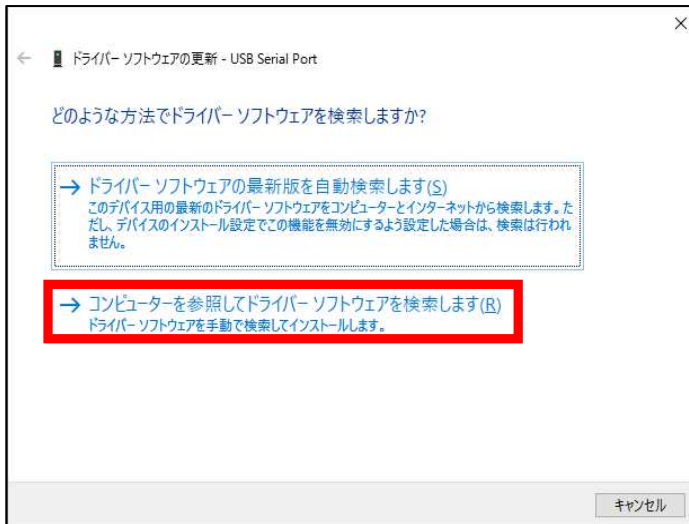 ドライバー ソフトウェアの更新 - USB Serial Port
どのような方法でドライバー ソフトウェアを検索しますか?
ドライバー ソフトウェアの最新版を自動検索します(S)
このデバイス用の最新のドライバー ソフトウェアをコンピューターとインターネットから検索します。た
だし、デバイスのインストール設定でこの機能を無効にするよう設定した場合は、検索は行われ
ません。
コンピューターを参照してドライバー ソフトウェアを検索します(R)
ドライバー ソフトウェアを手動で検索してインストールします。
キャンセル